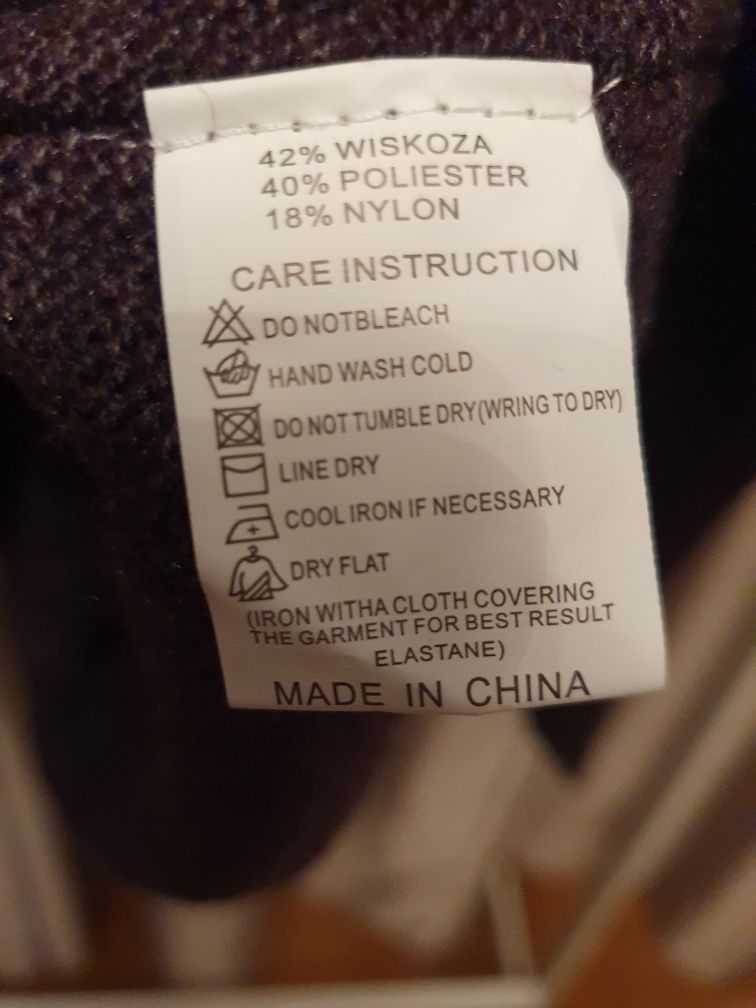 42% WISKOZA
40% POLIESTER
18% NYLON
CARE INSTRUCTION
DO NOTBLEACH
HAND WASH COLD
DO NOT TUMBLE DRY(WRING TO DRY)
LINE DRY
COOL IRON IF NECESSARY
DRY FLAT
(IRON WITHA CLOTH COVERING
THE GARMENT FOR BEST RESULT
ELASTANE)
MADE IN CHINA